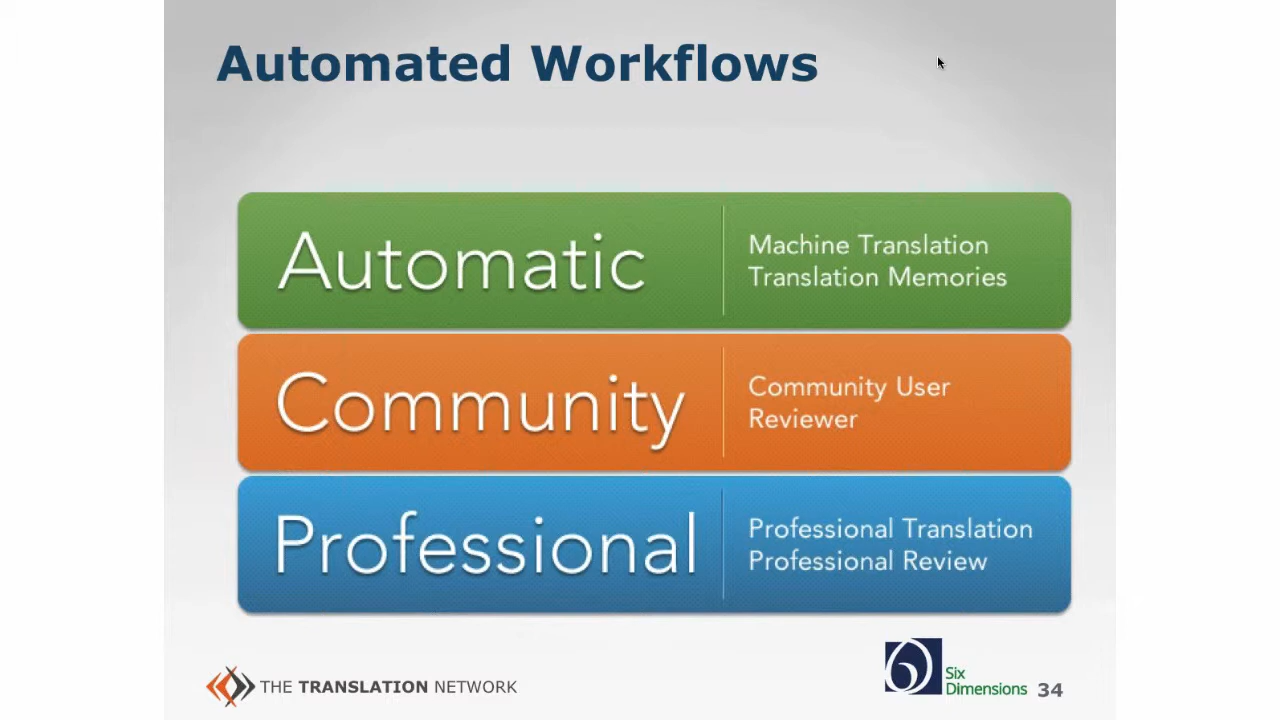 Automated Workflows
Automatic
Machine Translation
Translation Memories
Community
Community User
Reviewer
Professional
Professional Translation
Professional Review
THE TRANSLATION NETWORK
Six
Dimensions
34